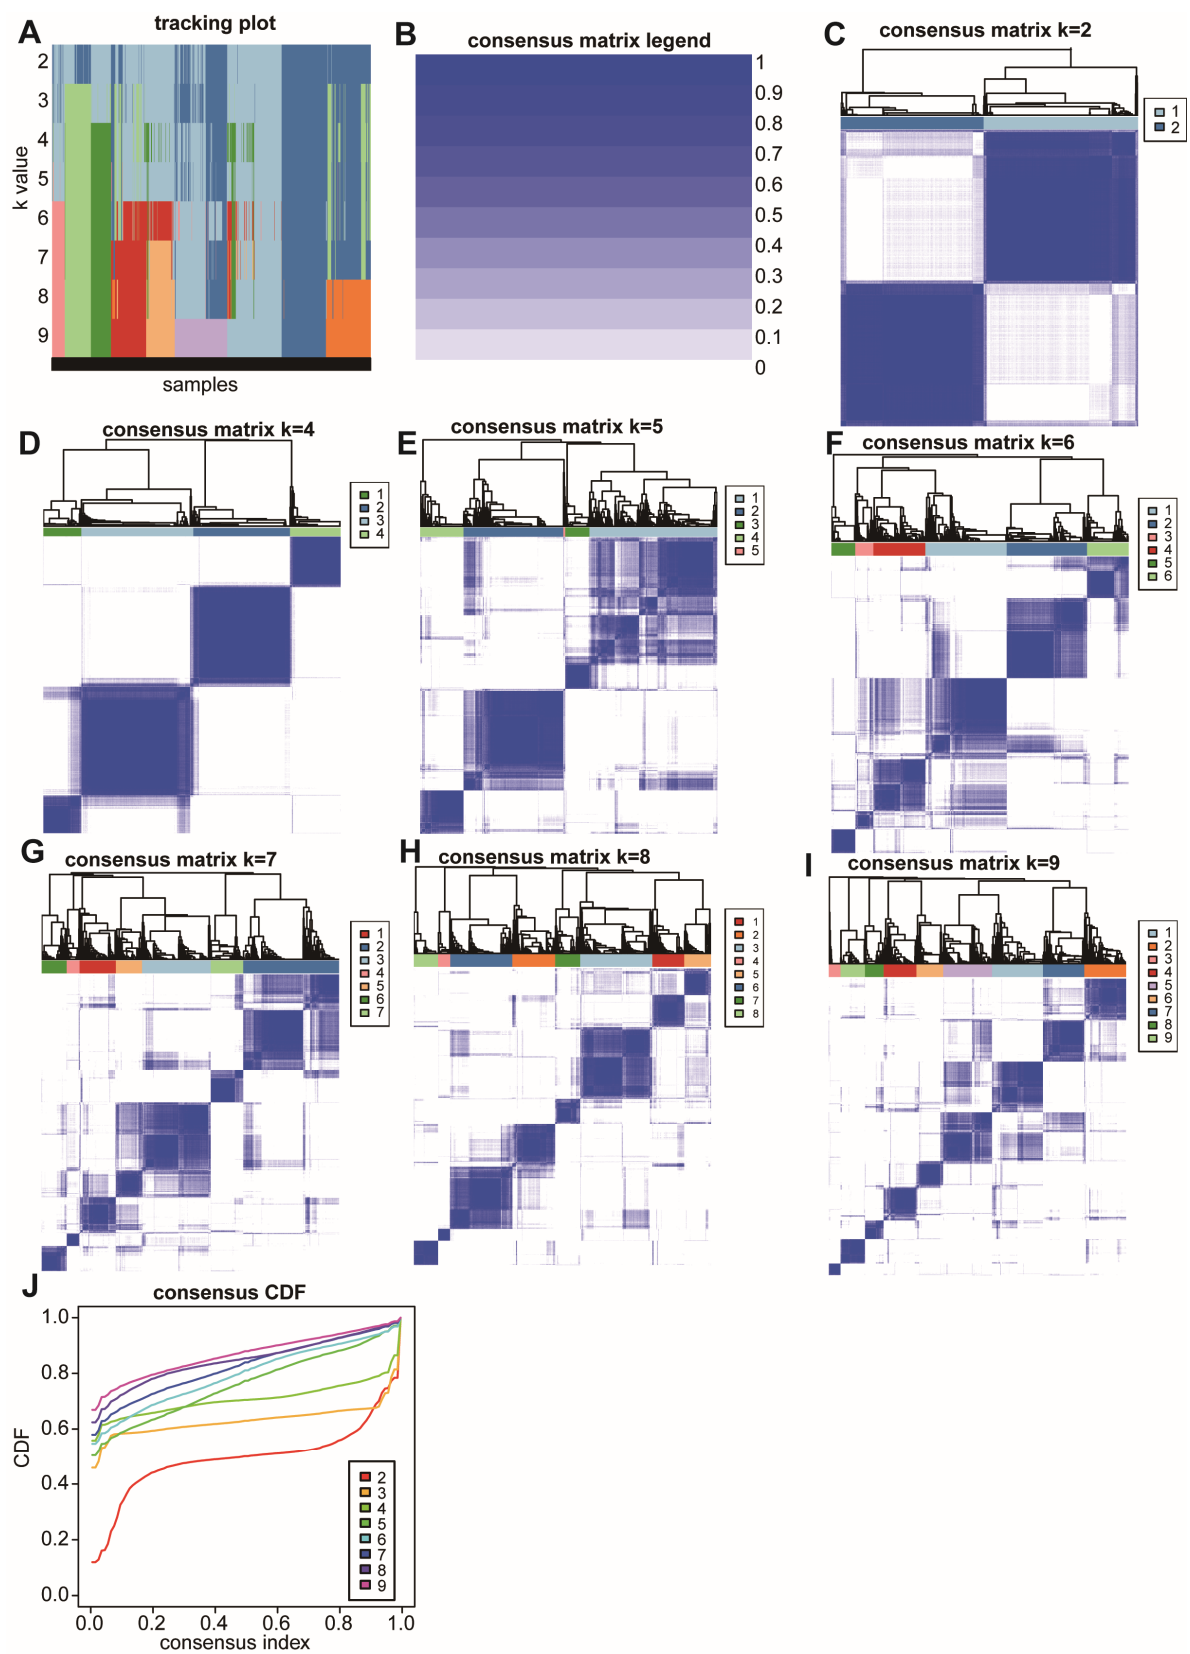 A
tracking plot
k value
2
3
4
5
6
7
8
9
samples
B
consensus matrix legend
1
0.9
0.8
0.7
0.6
0.5
0.4
0.3
0.2
0.1
0
C
consensus matrix k=2
1
2
D
consensus matrix k=4
1
2
3
4
E
consensus matrix k=5
1
2
3
4
5
F
consensus matrix k=6
1
2
3
4
5
6
G
consensus matrix k=7
1
2
3
4
5
6
7
H
consensus matrix k=8
1
2
3
4
5
6
7
8
I
consensus matrix k=9
1
2
3
4
5
6
7
8
9
J
consensus CDF
CDF
1.0
0.8
0.6
0.4
0.2
0.0
2
3
4
5
6
7
8
9
0.0 0.2 0.4 0.6 0.8 1.0
consensus index